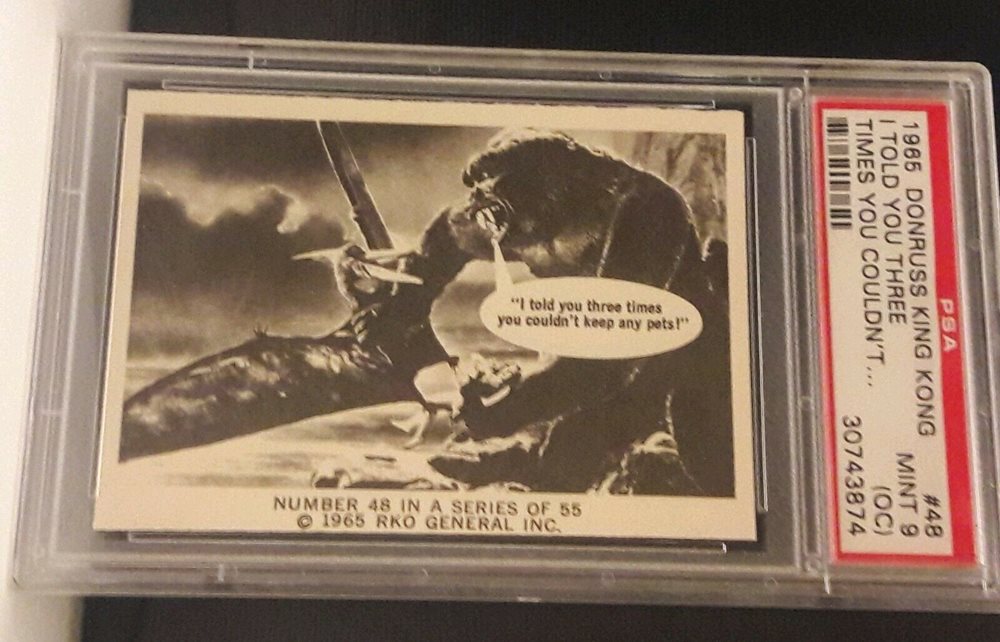 "I told you three times
you couldn't keep any pets!"
NUMBER 48 IN A SERIES OF 55
© 1965 RKO GENERAL INC.
PSA
1965 DONRUSS KING KONG #48
I TOLD YOU THREE MINT 9
TIMES YOU COULDN'T... (OC)
30743874